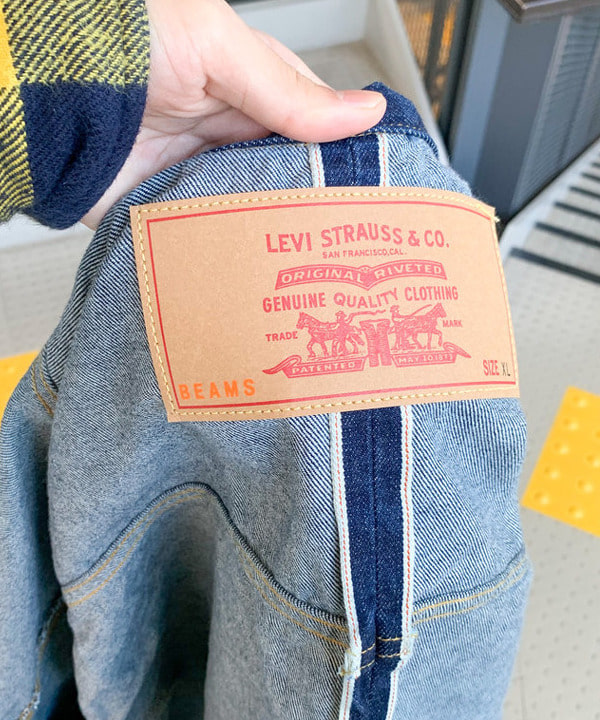 LEVI STRAUSS & CO.
SAN FRANCISCO, CAL.
ORIGINAL RIVETED
GENUINE QUALITY CLOTHING
TRADE MARK
PATENTED MAY 20 1873
BEAMS
SIZE XL